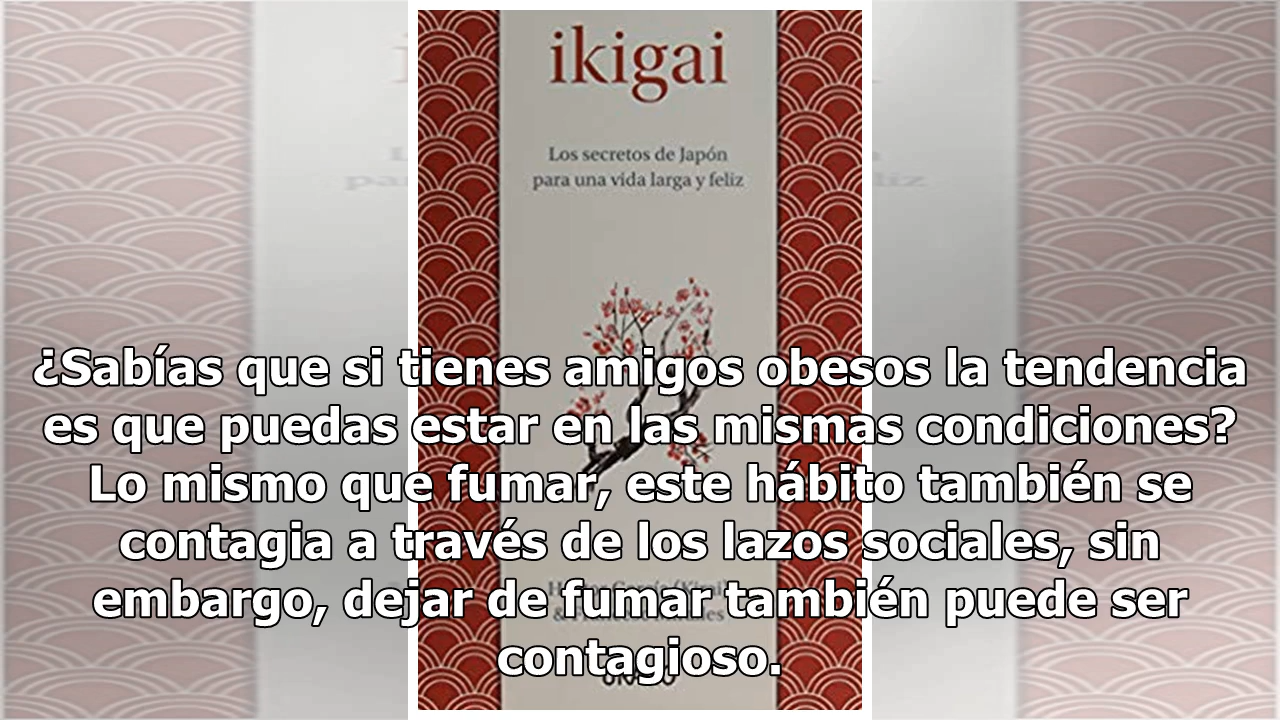 ikigai
Los secretos de Japón
para una vida larga y feliz
¿Sabías que si tienes amigos obesos la tendencia
es que puedas estar en las mismas condiciones?
Lo mismo que fumar, este hábito también se
contagia a través de los lazos sociales, sin
embargo, dejar de fumar también puede ser
contagioso.